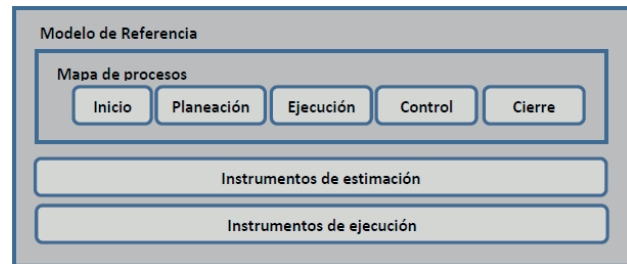 Modelo de Referencia
Mapa de procesos
Inicio Planeación Ejecución Control Cierre
Instrumentos de estimación
Instrumentos de ejecución